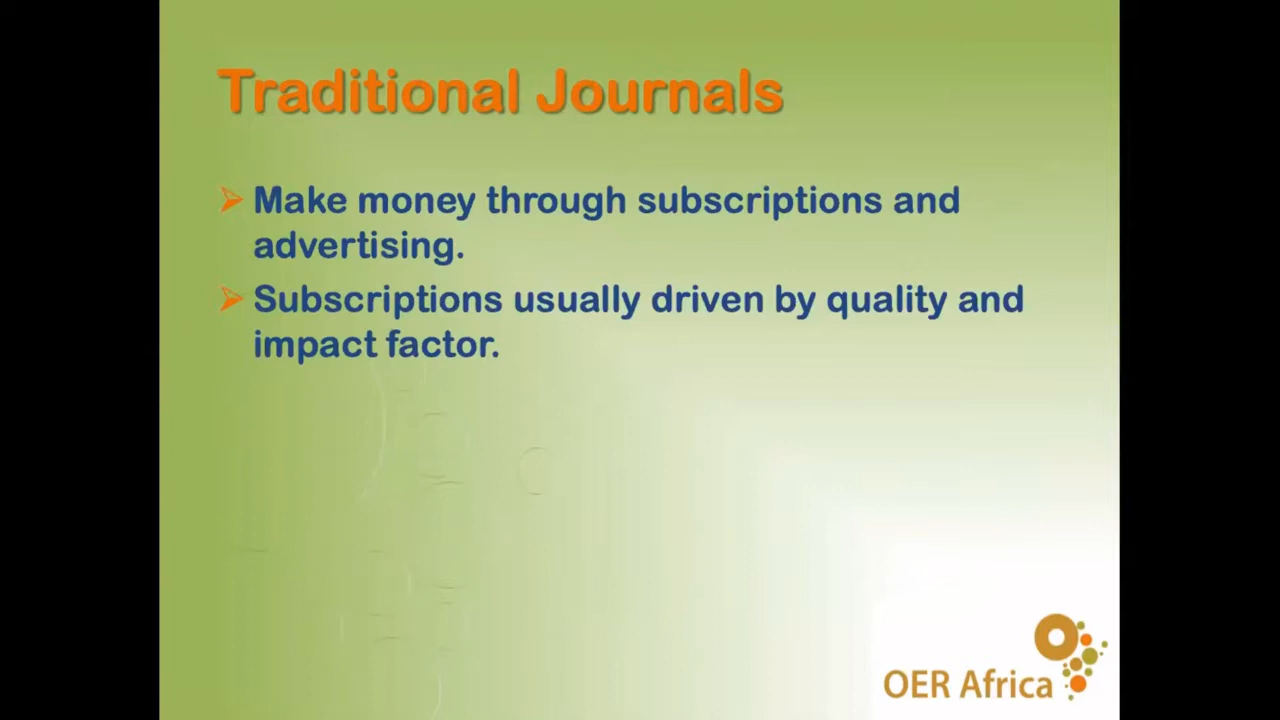 Traditional Journals
Make money through subscriptions and
advertising.
Subscriptions usually driven by quality and
impact factor.
OER Africa